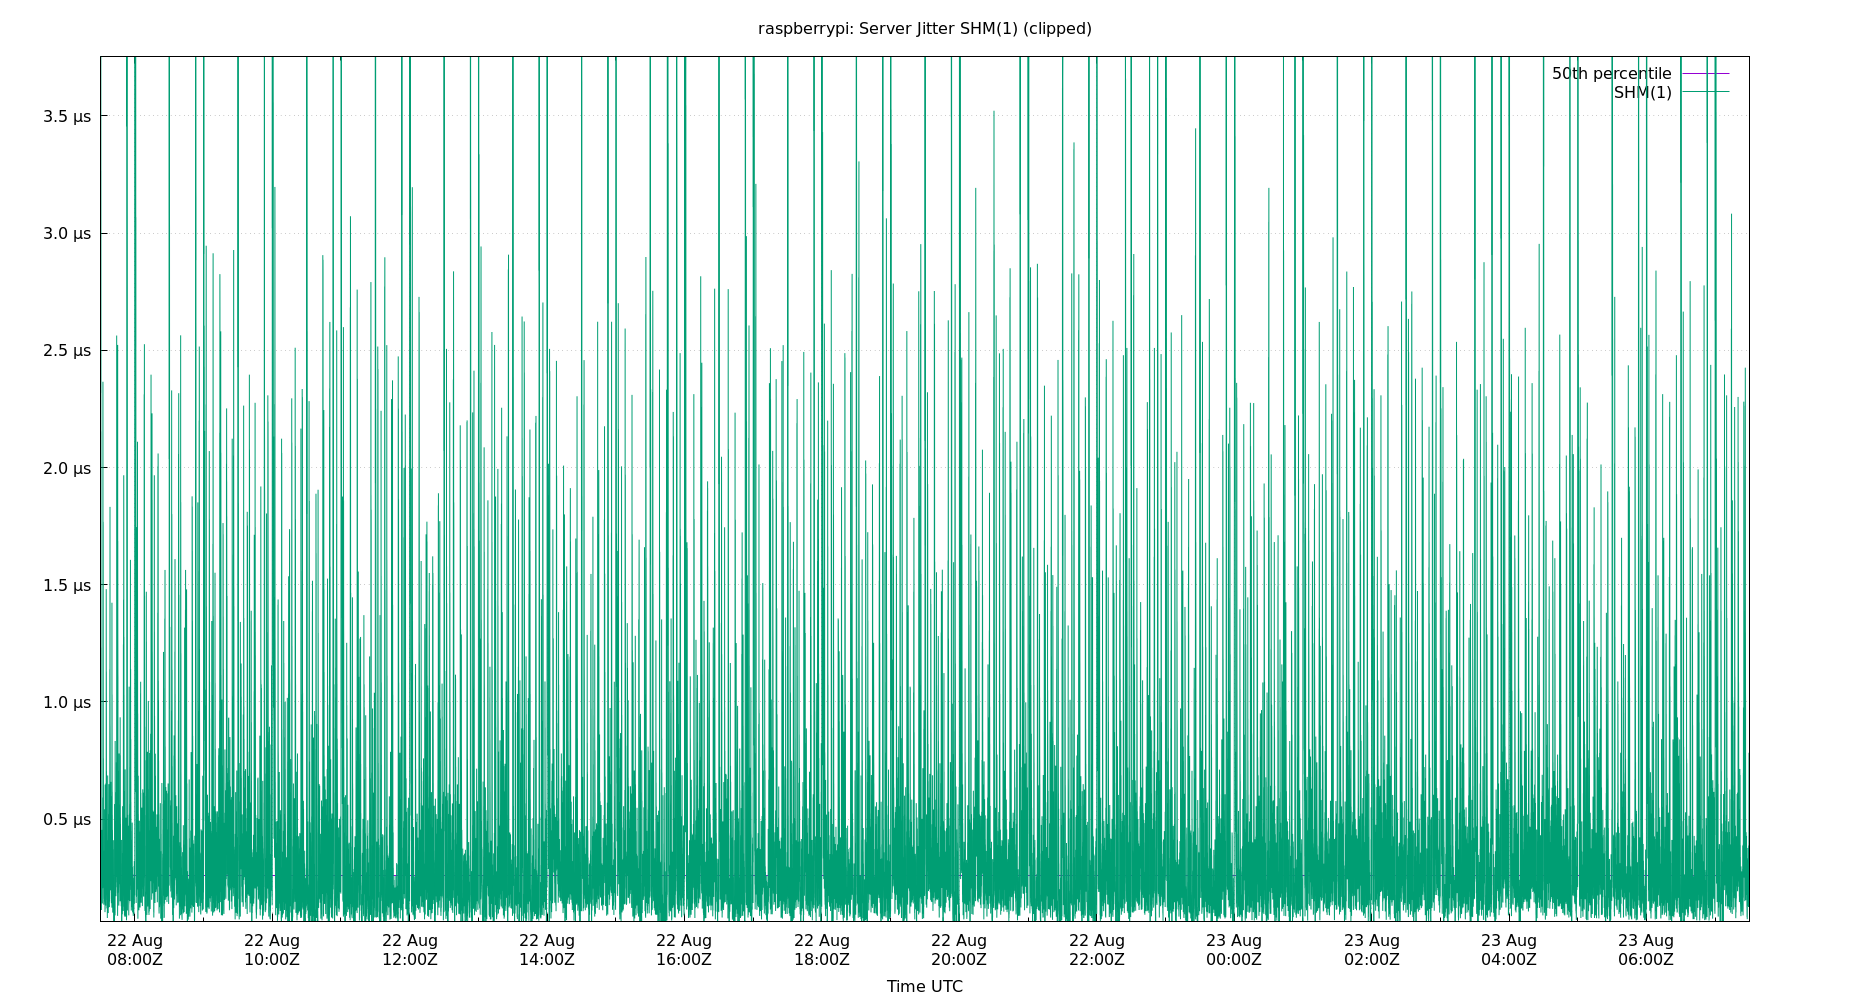 raspberrypi: Server Jitter SHM(1) (clipped)
50th percentile
SHM(1)
3.5 µs
3.0 µs
2.5 µs
2.0 µs
1.5 µs
1.0 µs
0.5 µs
22 Aug 22 Aug 22 Aug 22 Aug 22 Aug 22 Aug 22 Aug 22 Aug 23 Aug 23 Aug 23 Aug 23 Aug
08:00Z 10:00Z 12:00Z 14:00Z 16:00Z 18:00Z 20:00Z 22:00Z 00:00Z 02:00Z 04:00Z 06:00Z
Time UTC